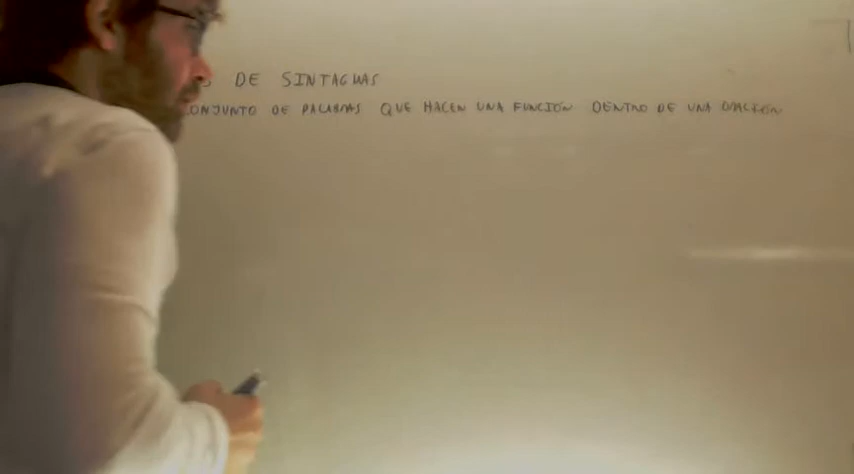 DE SINTAGMAS
CONJUNTO DE PALABRAS QUE HACEN UNA FUNCIÓN DENTRO DE UNA ORACIÓN